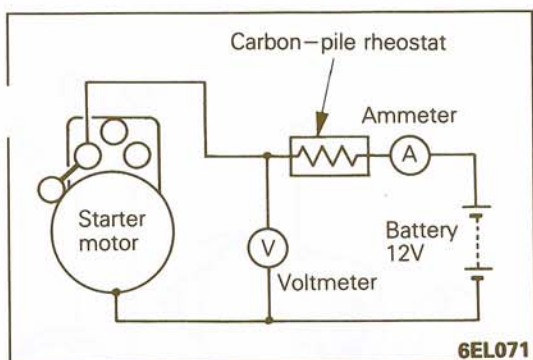 Carbon-pile rheostat
Ammeter
A
Starter
motor
V
Voltmeter
Battery
12V
6EL071